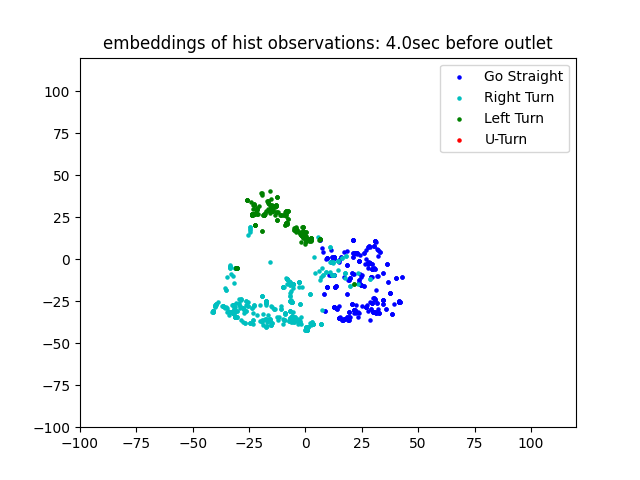 embeddings of hist observations: 4.0sec before outlet
Go Straight
Right Turn
Left Turn
U-Turn
100
75
50
25
0
−25
−50
−75
−100
−100 −75 −50 −25 0 25 50 75 100